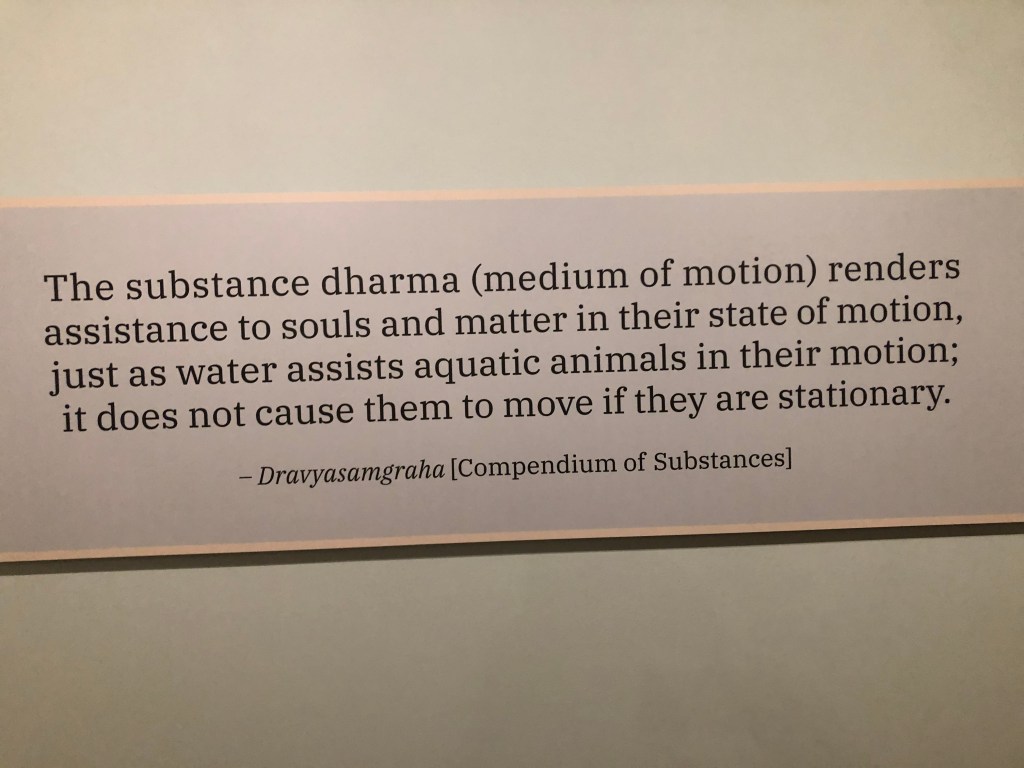 The substance dharma (medium of motion) renders
assistance to souls and matter in their state of motion,
just as water assists aquatic animals in their motion;
it does not cause them to move if they are stationary.
– Dravyasamgraha [Compendium of Substances]